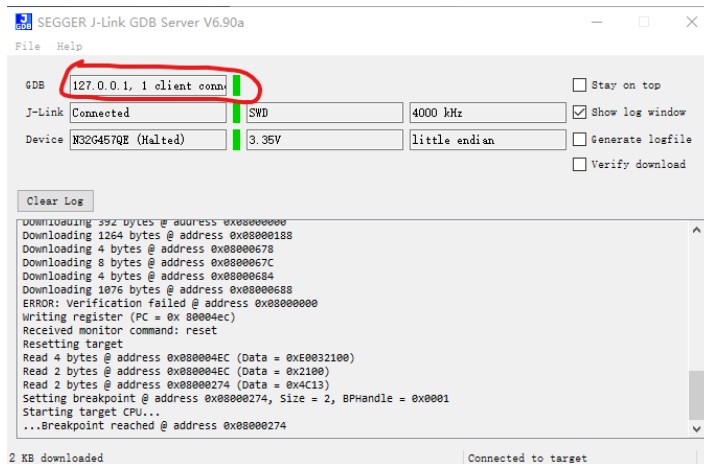 SEGGER J-Link GDB Server V6.90a
File Help
GDB 127.0.0.1, 1 client conn Stay on top
J-Link Connected SWD 4000 kHz Show log window
Device N32G457QE (Halted) 3.35V little endian Generate logfile
Verify download
Clear Log
Downloading 392 bytes @ address 0x08000000
Downloading 1264 bytes @ address 0x08000188
Downloading 4 bytes @ address 0x08000678
Downloading 8 bytes @ address 0x0800067C
Downloading 4 bytes @ address 0x08000684
Downloading 1076 bytes @ address 0x08000688
ERROR: Verification failed @ address 0x08000000
Writing register (PC = 0x 80004ec)
Received monitor command: reset
Resetting target
Read 4 bytes @ address 0x080004EC (Data = 0xE0032100)
Read 2 bytes @ address 0x080004EC (Data = 0x2100)
Read 2 bytes @ address 0x08000274 (Data = 0x4C13)
Setting breakpoint @ address 0x08000274, Size = 2, BPHandle = 0x0001
Starting target CPU...
...Breakpoint reached @ address 0x08000274
2 KB downloaded Connected to target